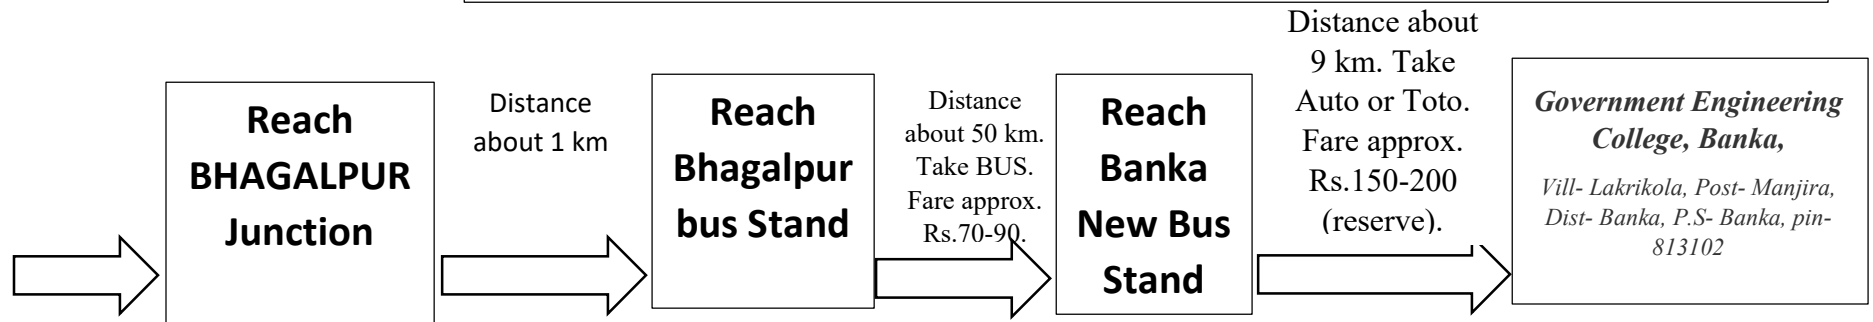 Reach
BHAGALPUR
Junction
Distance
about 1 km
Reach
Bhagalpur
bus Stand
Distance
about 50 km.
Take BUS.
Fare approx.
Rs.70-90.
Reach
Banka
New Bus
Stand
Distance about
9 km. Take
Auto or Toto.
Fare approx.
Rs.150-200
(reserve).
Government Engineering
College, Banka,
Vill- Lakrikola, Post- Manjira,
Dist- Banka, P.S- Banka, pin-
813102